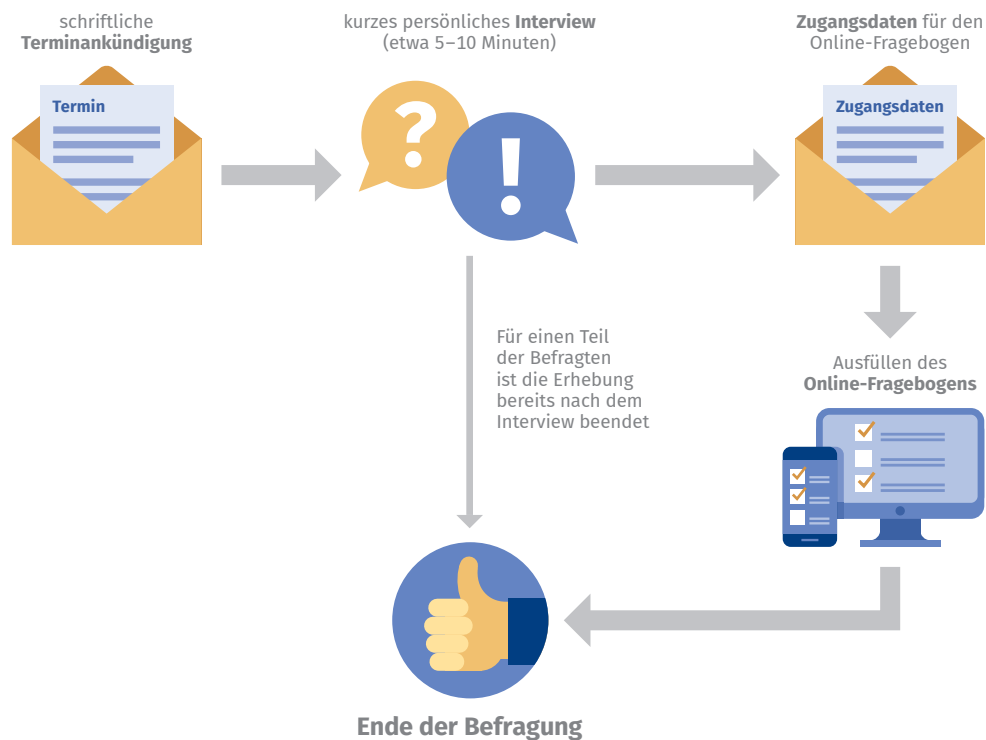 schriftliche
Terminankündigung
kurzes persönliches Interview
(etwa 5–10 Minuten)
Zugangsdaten für den
Online-Fragebogen
Termin
?
!
Zugangsdaten
Für einen Teil
der Befragten
ist die Erhebung
bereits nach dem
Interview beendet
Ausfüllen des
Online-Fragebogens
Ende der Befragung